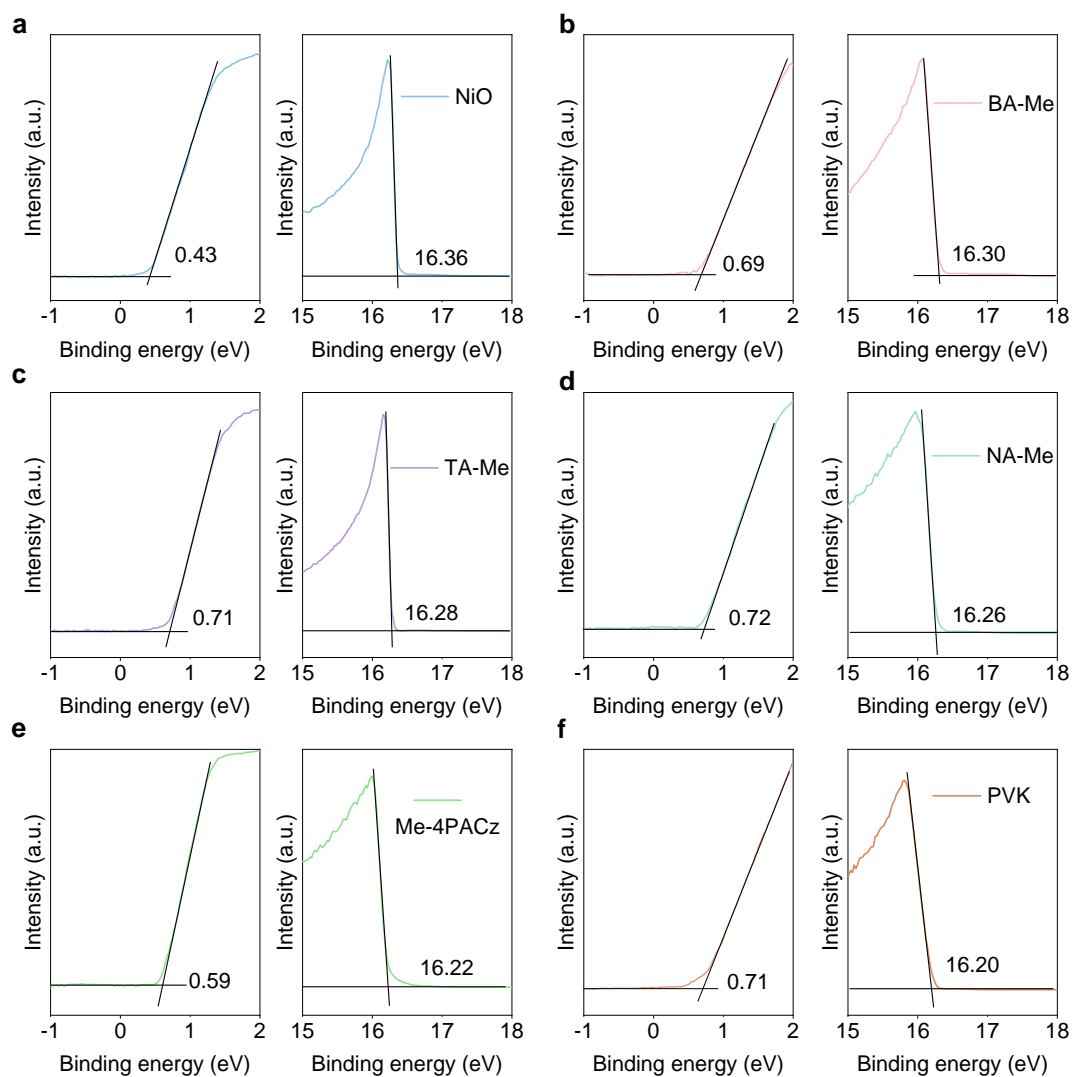 a
Intensity (a.u.)
0.43
-1 0 1 2
Binding energy (eV)
Intensity (a.u.)
NiO
16.36
15 16 17 18
Binding energy (eV)
b
Intensity (a.u.)
0.69
-1 0 1 2
Binding energy (eV)
Intensity (a.u.)
BA-Me
16.30
15 16 17 18
Binding energy (eV)
c
Intensity (a.u.)
0.71
-1 0 1 2
Binding energy (eV)
Intensity (a.u.)
TA-Me
16.28
15 16 17 18
Binding energy (eV)
d
Intensity (a.u.)
0.72
-1 0 1 2
Binding energy (eV)
Intensity (a.u.)
NA-Me
16.26
15 16 17 18
Binding energy (eV)
e
Intensity (a.u.)
0.59
-1 0 1 2
Binding energy (eV)
Intensity (a.u.)
Me-4PACz
16.22
15 16 17 18
Binding energy (eV)
f
Intensity (a.u.)
0.71
-1 0 1 2
Binding energy (eV)
Intensity (a.u.)
PVK
16.20
15 16 17 18
Binding energy (eV)